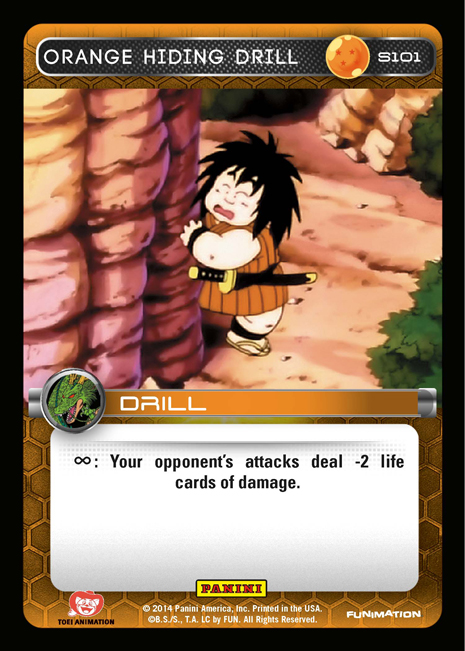 ORANGE HIDING DRILL
S101
DRILL
∞: Your opponent's attacks deal -2 life
cards of damage.
PANINI
TOEI ANIMATION
© 2014 Panini America, Inc. Printed in the USA.
©B.S./S., T.A. LC by FUN. All Rights Reserved.
FUNIMATION